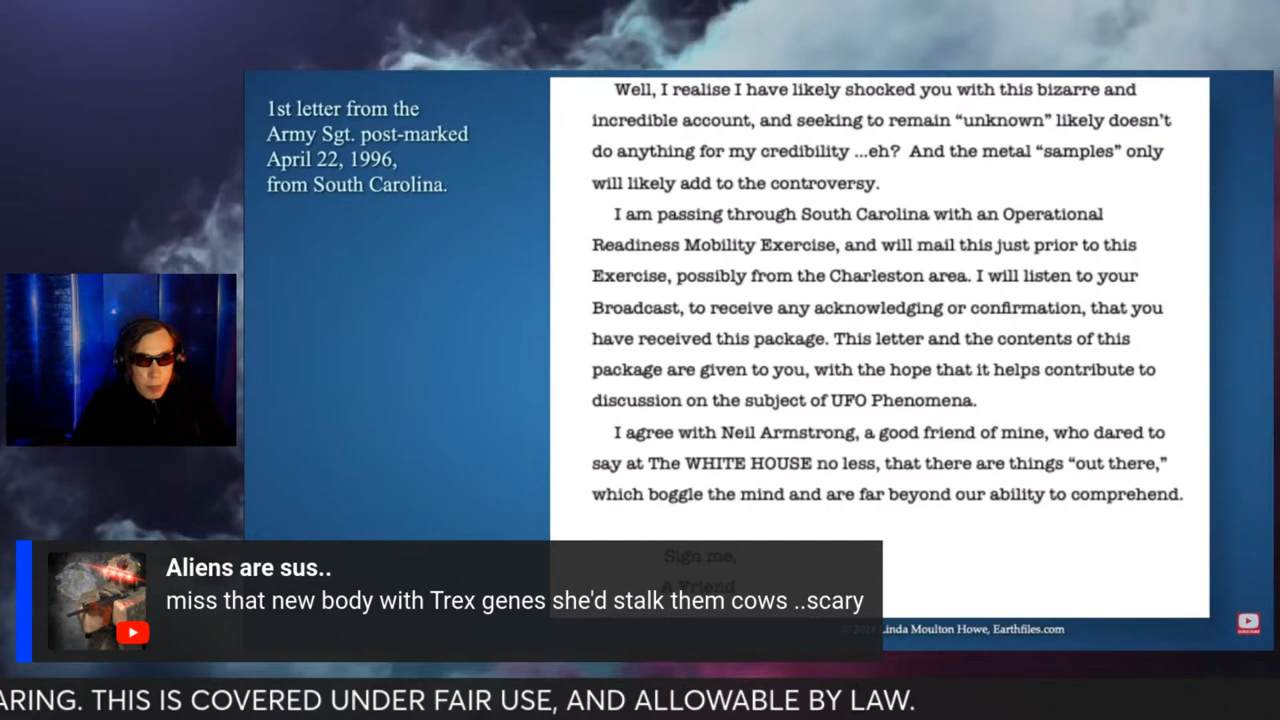 1st letter from the
Army Sgt. post-marked
April 22, 1996,
from South Carolina.
Well, I realise I have likely shocked you with this bizarre and
incredible account, and seeking to remain “unknown” likely doesn’t
do anything for my credibility ...eh? And the metal “samples” only
will likely add to the controversy.
I am passing through South Carolina with an Operational
Readiness Mobility Exercise, and will mail this just prior to this
Exercise, possibly from the Charleston area. I will listen to your
Broadcast, to receive any acknowledging or confirmation, that you
have received this package. This letter and the contents of this
package are given to you, with the hope that it helps contribute to
discussion on the subject of UFO Phenomena.
I agree with Neil Armstrong, a good friend of mine, who dared to
say at The WHITE HOUSE no less, that there are things “out there,”
which boggle the mind and are far beyond our ability to comprehend.
Sign me,
A Friend
Aliens are sus..
miss that new body with Trex genes she'd stalk them cows ..scary
Linda Moulton Howe, Earthfiles.com
SUBSCRIBE
ARING. THIS IS COVERED UNDER FAIR USE, AND ALLOWABLE BY LAW.